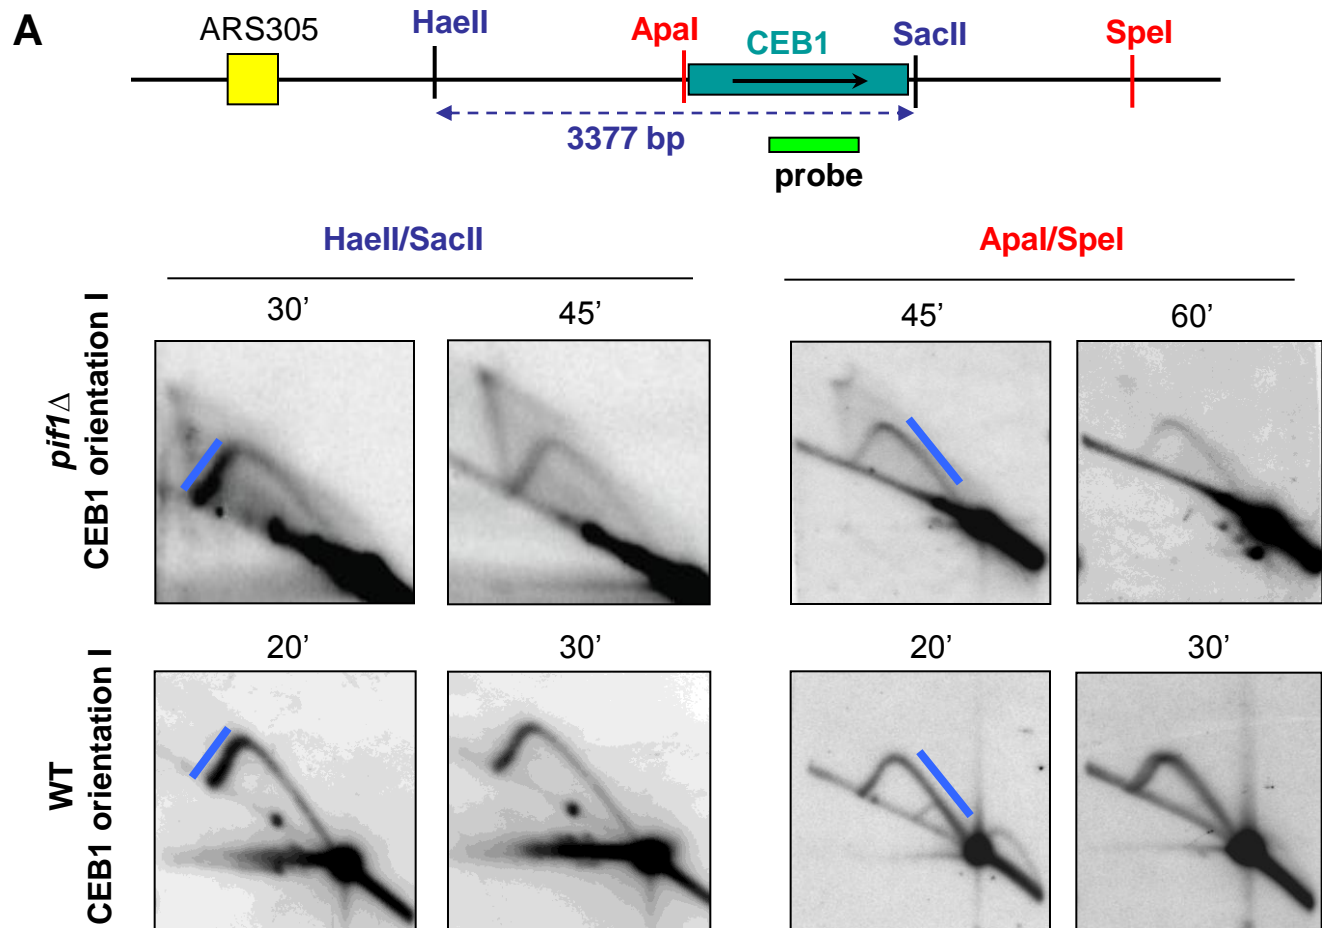 A
ARS305
HaeII
ApaI
CEB1
SacII
SpeI
3377 bp
probe
HaeII/SacII
ApaI/SpeI
30’
45’
45’
60’
pif1Δ
CEB1 orientation I
20’
30’
20’
30’
WT
CEB1 orientation I